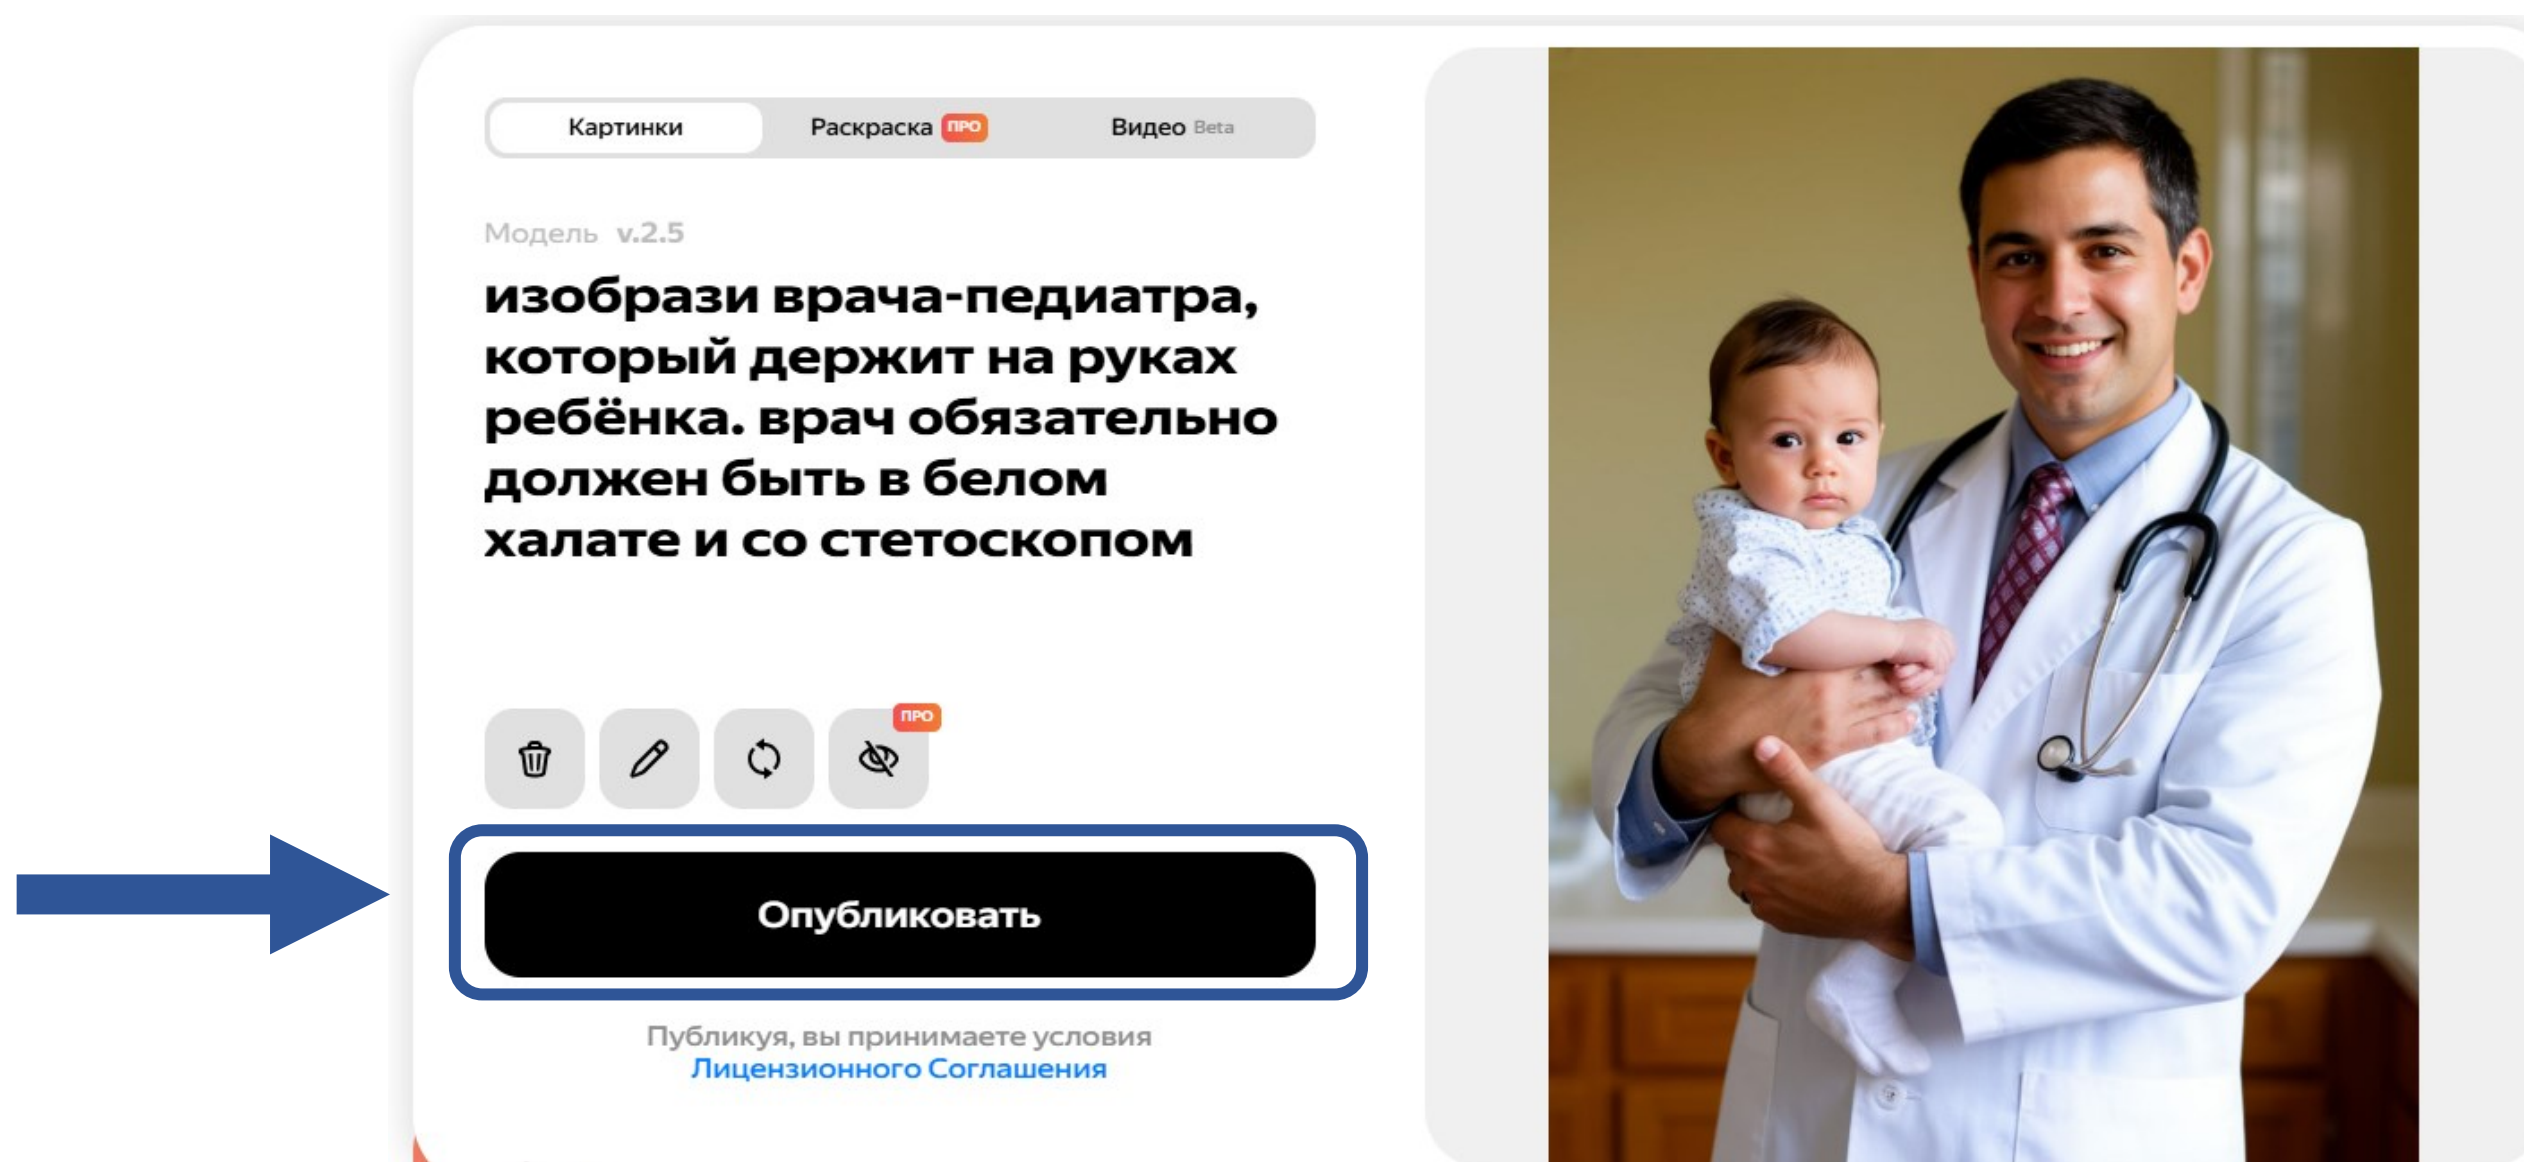 Картинки Раскраска ПРО Видео Beta
Модель v.2.5
изобрази врача-педиатра,
который держит на руках
ребёнка. врач обязательно
должен быть в белом
халате и со стетоскопом
ПРО
Опубликовать
Публикуя, вы принимаете условия
Лицензионного Соглашения